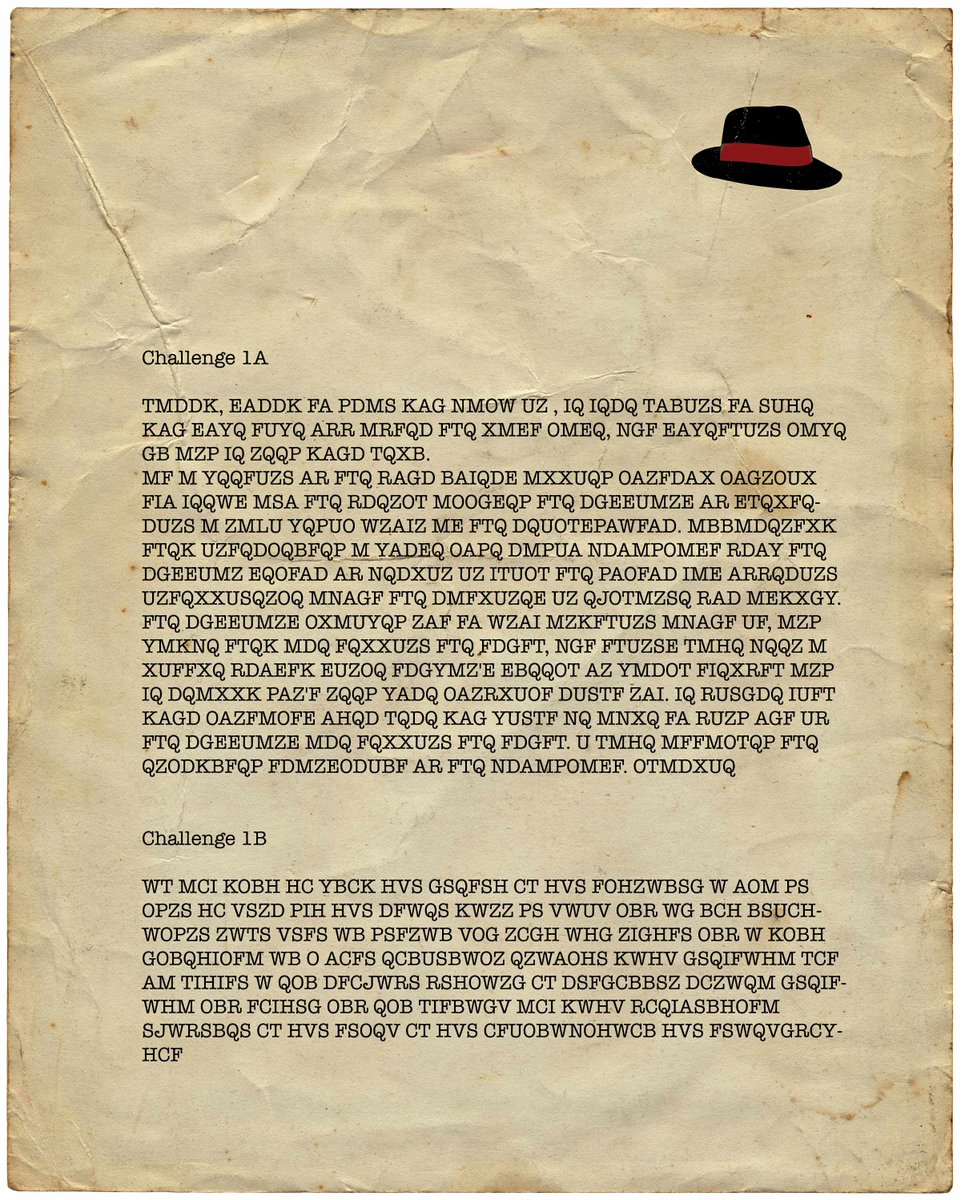 Challenge 1A
TMDDK, EADDK FA PDMS KAG NMOW UZ , IQ IQDQ TABUZS FA SUHQ
KAG EAYQ FUYQ ARR MRFQD FTQ XMEF OMEQ, NGF EAYQFTUZS OMYQ
GB MZP IQ ZQQP KAGD TQXB.
MF M YQQFUZS AR FTQ RAGD BAIQDE MXXUQP OAZFDAX OAGZOUX
FIA IQQWE MSA FTQ RDQZOT MOOGEQP FTQ DGEEUMZE AR ETQXFQ-
DUZS M ZMLU YQPUO WZAIZ ME FTQ DQUOTEPAWFAD. MBBMDQZFXK
FTQK UZFQDOQBFQP M YADEQ OAPQ DMPUA NDAMPOMEF RDAY FTQ
DGEEUMZ EQOFAD AR NQDXUZ UZ ITUOT FTQ PAOFAD IME ARRQDUZS
UZFQXXUSQZOQ MNAGF FTQ DMFXUZQE UZ QJOTMZSQ RAD MEKXGY.
FTQ DGEEUMZE OXMUYQP ZAF FA WZAI MZKFTUZS MNAGF UF, MZP
YMKNQ FTQK MDQ FQXXUZS FTQ FDGFT, NGF FTUZSE TMHQ NQQZ M
XUFFXQ RDAEFK EUZOQ FDGYMZ'E EBQQOT AZ YMDOT FIQXRFT MZP
IQ DQMXXK PAZ'F ZQQP YADQ OAZRXUOF DUSTF ZAI. IQ RUSGDQ IUFT
KAGD OAZFMOFE AHQD TQDQ KAG YUSTF NQ MNXQ FA RUZP AGF UR
FTQ DGEEUMZE MDQ FQXXUZS FTQ FDGFT. U TMHQ MFFMOTQP FTQ
QZODKBFQP FDMZEODUBF AR FTQ NDAMPOMEF. OTMDXUQ
Challenge 1B
WT MCI KOBH HC YBCK HVS GSQFSH CT HVS FOHZWBSG W AOM PS
OPZS HC VSZD PIH HVS DFWQS KWZZ PS VWUV OBR WG BCH BSUCH-
WOPZS ZWTS VSFS WB PSFZWB VOG ZCGH WHG ZIGHFS OBR W KOBH
GOBQHIOFM WB O ACFS QCBUSBWOZ QZWAOHS KWHV GSQIFWHM TCF
AM TIHIFS W QOB DFCJWRS RSHOWZG CT DSFGCBBSZ DCZWQM GSQIF-
WHM OBR FCIHSG OBR QOB TIFBWGV MCI KWHV RCQIASBHOFM
SJWRSBQS CT HVS FSOQV CT HVS CFUOBWNOHWCB HVS FSWQVGRCY-
HCF